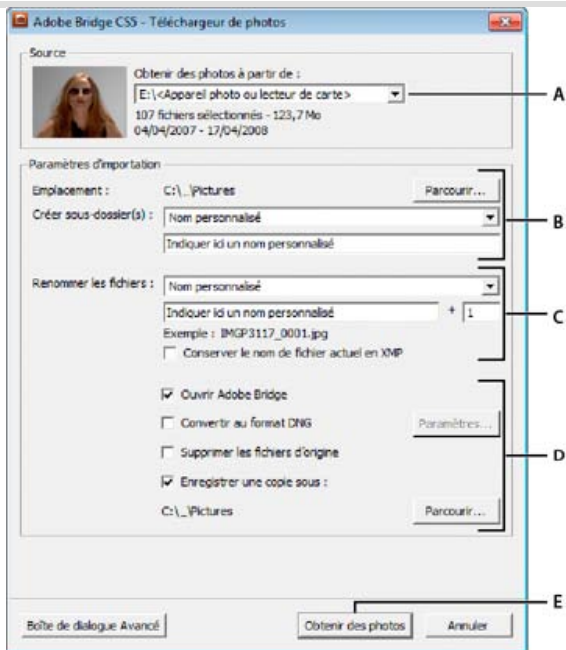 Adobe Bridge CS5 - Téléchargeur de photos
Source
Obtenir des photos à partir de :
E:\<Appareil photo ou lecteur de carte>
A
107 fichiers sélectionnés - 123,7 Mo
04/04/2007 - 17/04/2008
Paramètres d'importation
Emplacement : C:\_\Pictures Parcourir...
Créer sous-dossier(s) : Nom personnalisé
B
Indiquer ici un nom personnalisé
Renommer les fichiers : Nom personnalisé
Indiquer ici un nom personnalisé + 1
C
Exemple : IMGP3117_0001.jpg
Conserver le nom de fichier actuel en XMP
Ouvrir Adobe Bridge
Convertir au format DNG Paramètres...
Supprimer les fichiers d'origine
D
Enregistrer une copie sous :
C:\_\Pictures Parcourir...
E
Boîte de dialogue Avancé Obtenir des photos Annuler